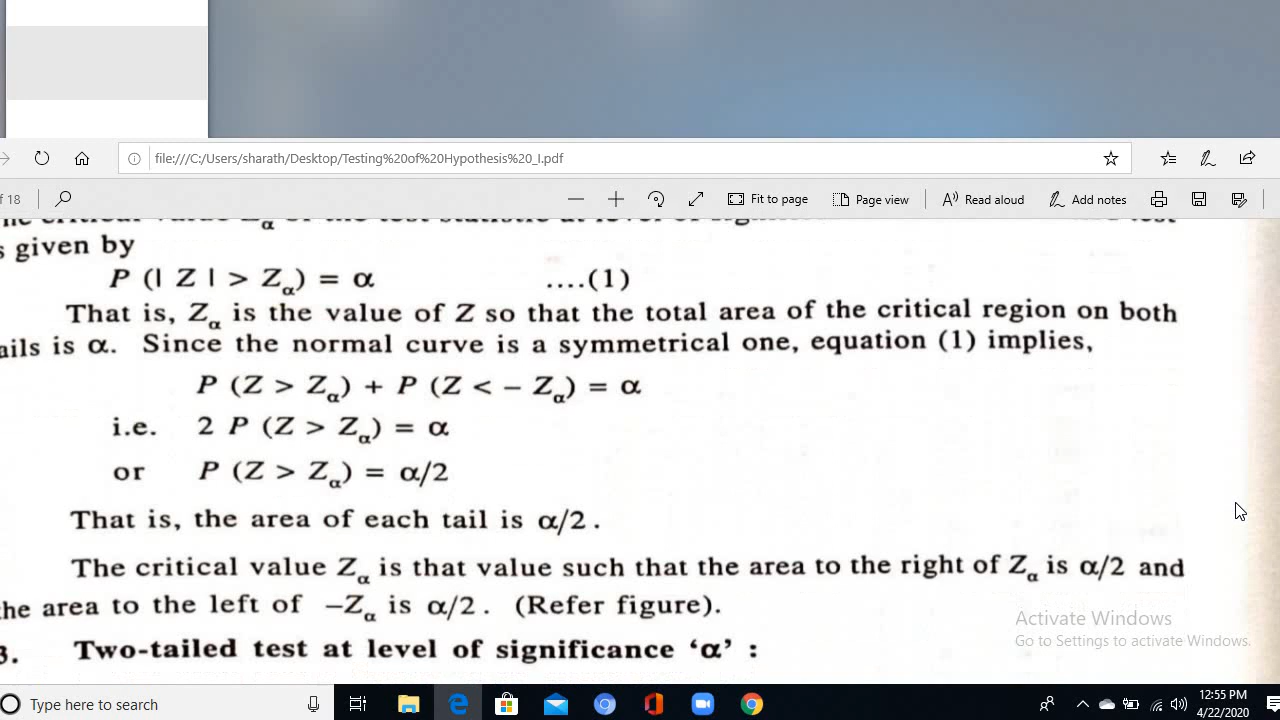 file:///C:/Users/sharath/Desktop/Testing%20of%20Hypothesis%20_I.pdf
of 18 Fit to page Page view Read aloud Add notes
given by
P (| Z | > Zα) = α ....(1)
That is, Zα is the value of Z so that the total area of the critical region on both
ails is α. Since the normal curve is a symmetrical one, equation (1) implies,
P (Z > Zα) + P (Z < – Zα) = α
i.e. 2 P (Z > Zα) = α
or P (Z > Zα) = α/2
That is, the area of each tail is α/2.
The critical value Zα is that value such that the area to the right of Zα is α/2 and
he area to the left of –Zα is α/2. (Refer figure).
3. Two-tailed test at level of significance ‘α’ :
Activate Windows
Go to Settings to activate Windows.
Type here to search
12:55 PM
4/22/2020